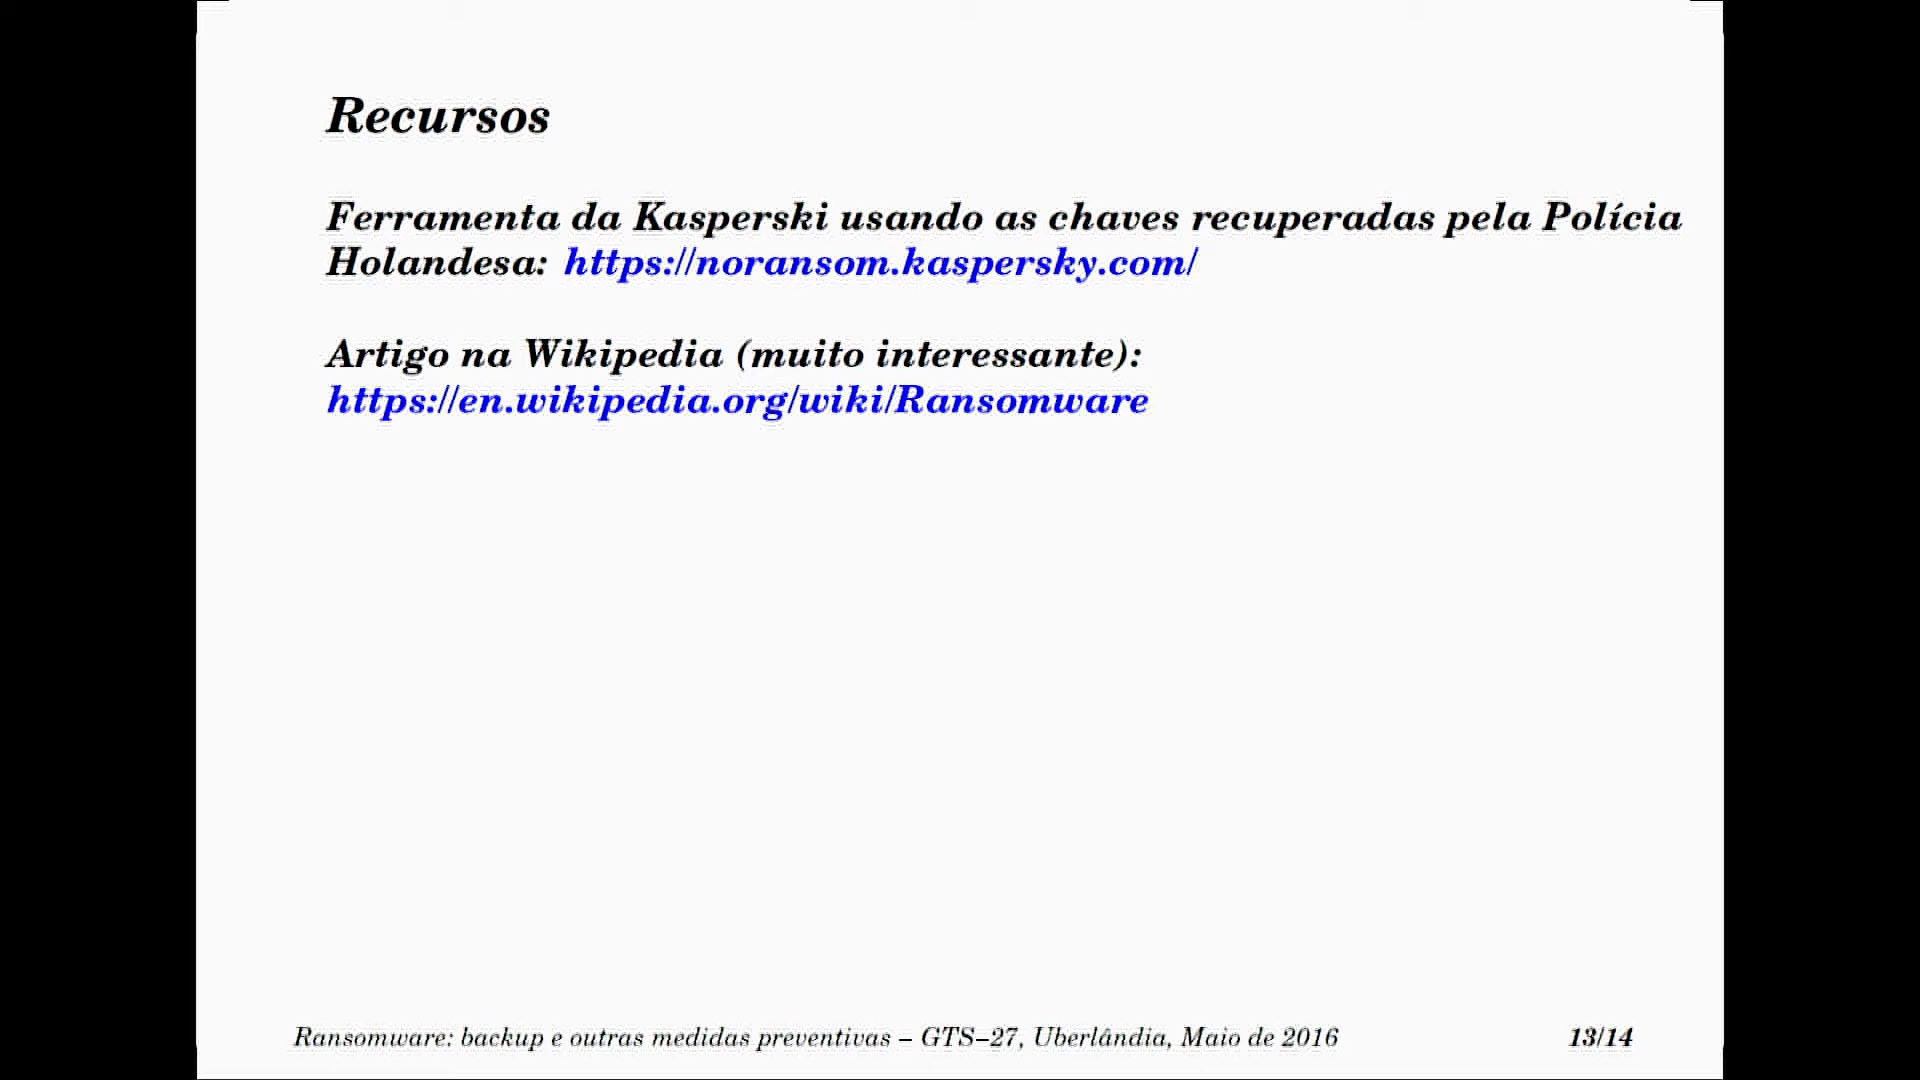 Recursos
Ferramenta da Kasperski usando as chaves recuperadas pela Polícia
Holandesa: https://noransom.kaspersky.com/
Artigo na Wikipedia (muito interessante):
https://en.wikipedia.org/wiki/Ransomware
Ransomware: backup e outras medidas preventivas – GTS–27, Uberlândia, Maio de 2016 13/14